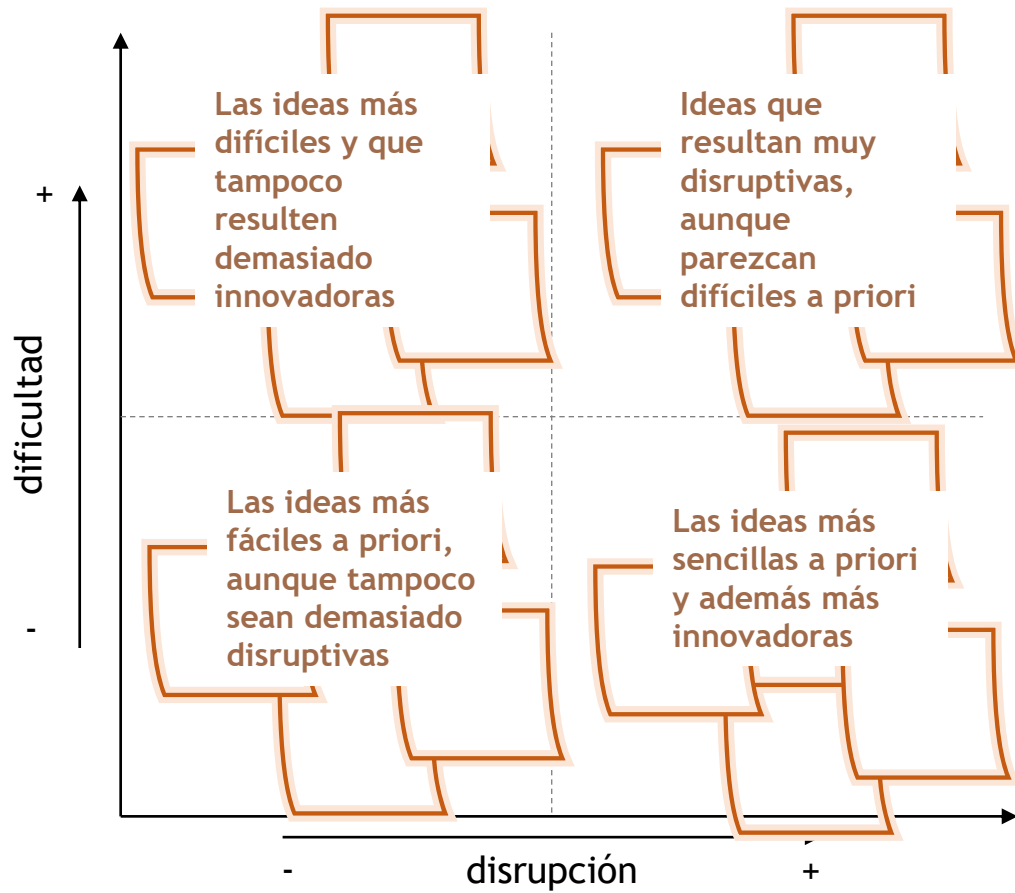 Las ideas más
difíciles y que
tampoco
resulten
demasiado
innovadoras
Ideas que
resultan muy
disruptivas,
aunque
parezcan
difíciles a priori
+
dificultad
-
Las ideas más
fáciles a priori,
aunque tampoco
sean demasiado
disruptivas
Las ideas más
sencillas a priori
y además más
innovadoras
-
disrupción
+